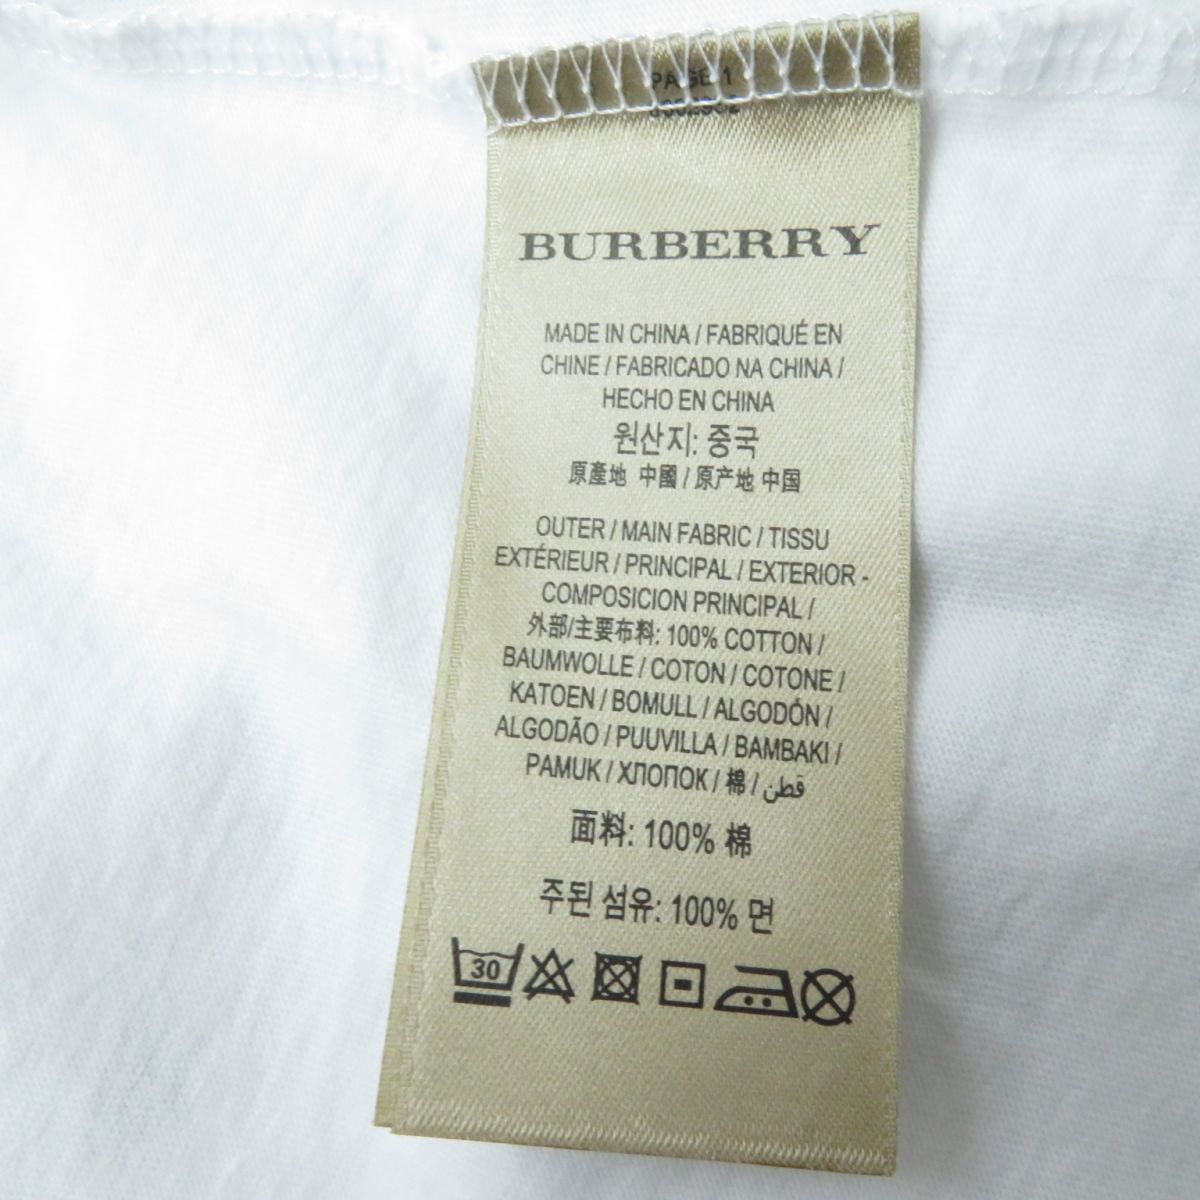 PAGE 1
BURBERRY
MADE IN CHINA / FABRIQUÉ EN
CHINE / FABRICADO NA CHINA /
HECHO EN CHINA
원산지: 중국
原產地 中國 / 原产地 中国
OUTER / MAIN FABRIC / TISSU
EXTÉRIEUR / PRINCIPAL / EXTERIOR -
COMPOSICION PRINCIPAL /
外部/主要布料: 100% COTTON /
BAUMWOLLE / COTON / COTONE /
KATOEN / BOMULL / ALGODÓN /
ALGODÃO / PUUVILLA / BAMBAKI /
PAMUK / ХЛОПОК / 棉 / قطن
面料: 100% 棉
주된 섬유: 100% 면
30